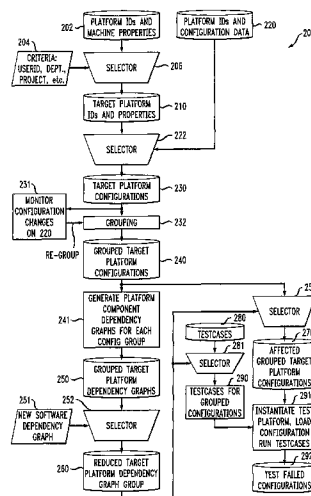 202
PLATFORM IDs AND
MACHINE PROPERTIES
PLATFORM IDs AND
CONFIGURATION DATA
220
204
CRITERIA:
USERID, DEPT.,
PROJECT, etc.
SELECTOR
206
TARGET PLATFORM
IDs AND PROPERTIES
210
222
SELECTOR
TARGET PLATFORM
CONFIGURATIONS
230
231
MONITOR
CONFIGURATION
CHANGES
ON 220
GROUPING
232
RE-GROUP
GROUPED TARGET
PLATFORM
CONFIGURATIONS
240
241
GENERATE PLATFORM
COMPONENT
DEPENDENCY
GRAPHS FOR EACH
CONFIG GROUP
280
TESTCASES
SELECTOR
281
290
TESTCASES FOR
GROUPED
CONFIGURATIONS
SELECTOR
AFFECTED
GROUPED TARGET
PLATFORM
CONFIGURATIONS
250
GROUPED TARGET
PLATFORM
DEPENDENCY GRAPHS
251
252
NEW SOFTWARE
DEPENDENCY
GRAPH
SELECTOR
260
REDUCED TARGET
PLATFORM DEPENDENCY
GRAPH GROUP
291
INSTANTIATE TEST
PLATFORM, LOAD
CONFIGURATION
RUN TESTCASES
292
TEST FAILED
CONFIGURATIONS